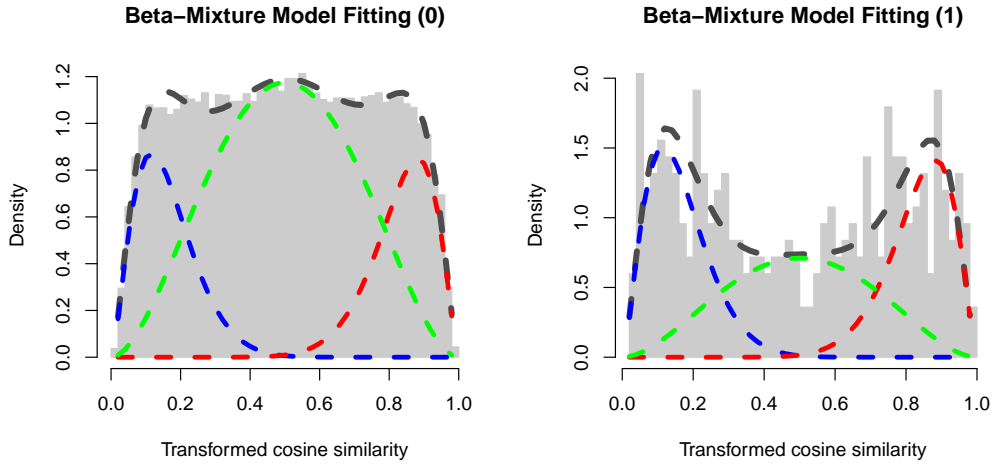 Beta−Mixture Model Fitting (0)
Density
0.0 0.2 0.4 0.6 0.8 1.0 1.2
0.0 0.2 0.4 0.6 0.8 1.0
Transformed cosine similarity
Beta−Mixture Model Fitting (1)
Density
0.0 0.5 1.0 1.5 2.0
0.0 0.2 0.4 0.6 0.8 1.0
Transformed cosine similarity